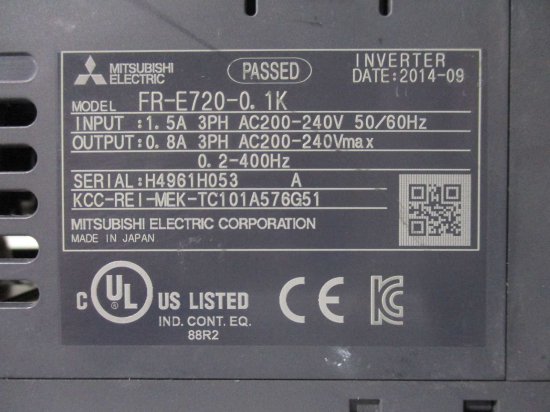 MITSUBISHI ELECTRIC
PASSED
INVERTER
DATE:2014-09
MODEL FR-E720-0.1K
INPUT :1.5A 3PH AC200-240V 50/60Hz
OUTPUT:0.8A 3PH AC200-240Vmax
0.2-400Hz
SERIAL:H4961H053 A
KCC-REI-MEK-TC101A576G51
MITSUBISHI ELECTRIC CORPORATION
MADE IN JAPAN
C UL US LISTED
IND. CONT. EQ.
88R2
CE